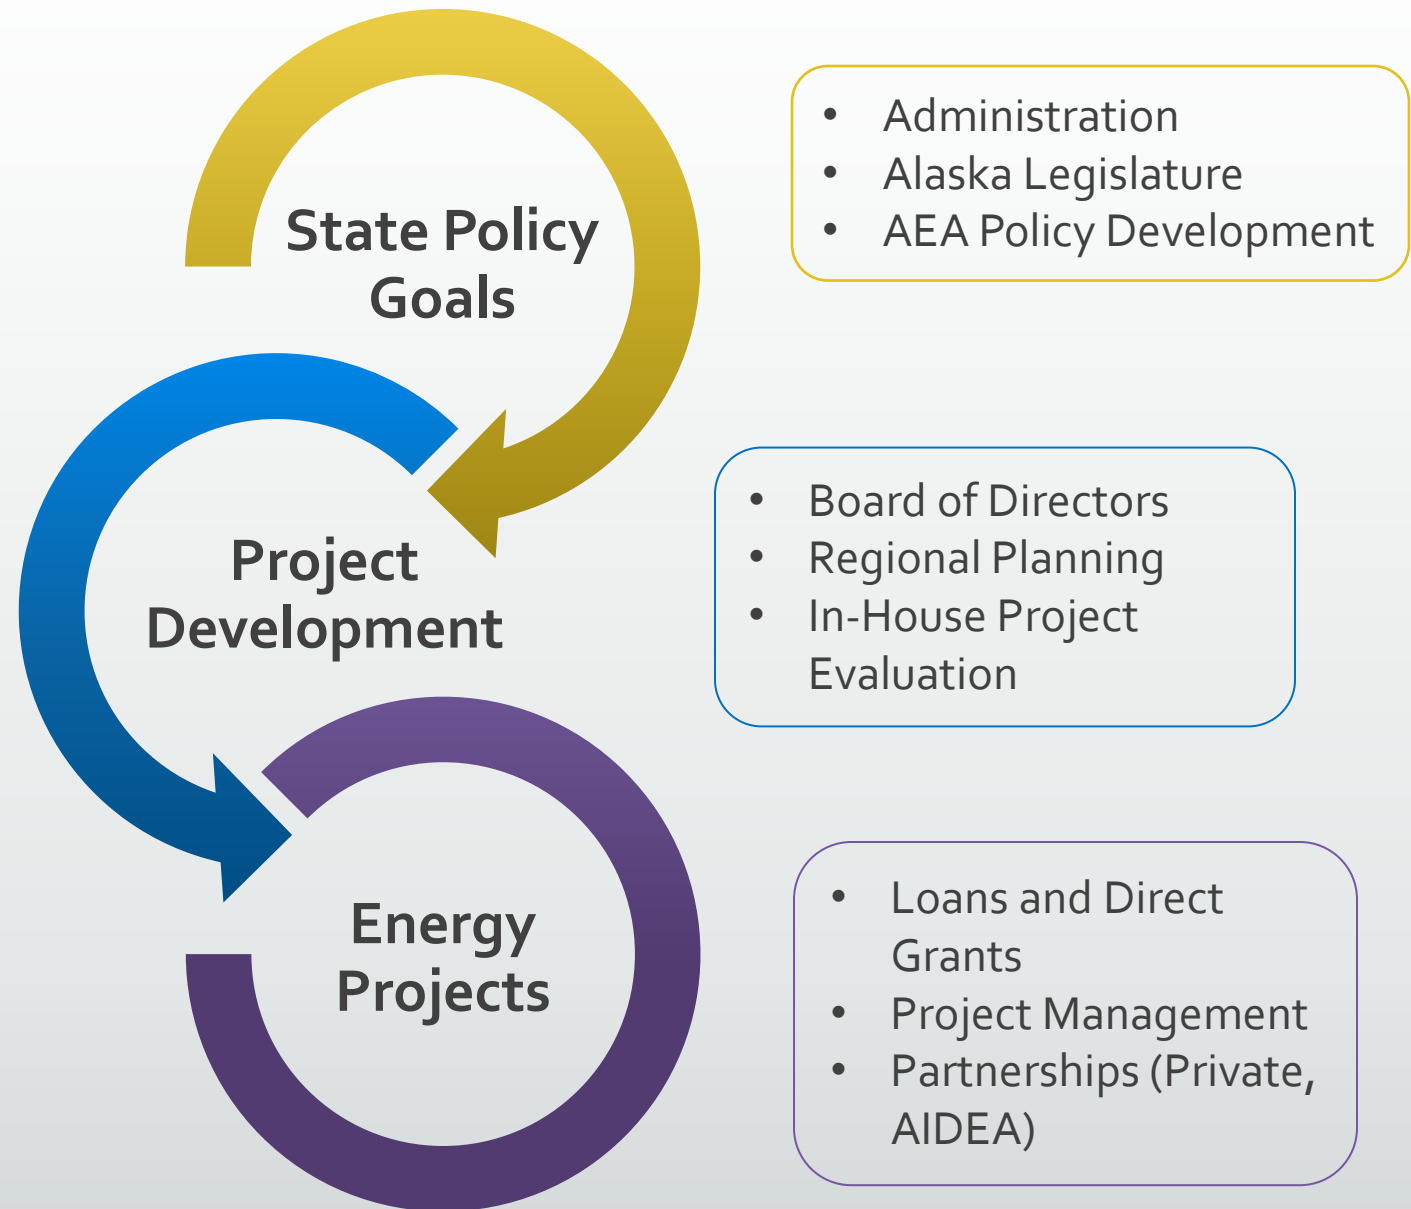 State Policy
Goals
• Administration
• Alaska Legislature
• AEA Policy Development
Project
Development
• Board of Directors
• Regional Planning
• In-House Project
Evaluation
Energy
Projects
• Loans and Direct
Grants
• Project Management
• Partnerships (Private,
AIDEA)